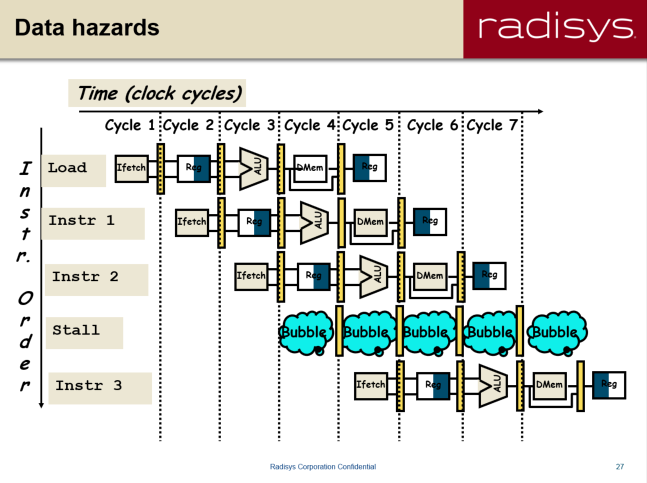 Data hazards
radisys.
Time (clock cycles)
Cycle 1 Cycle 2 Cycle 3 Cycle 4 Cycle 5 Cycle 6 Cycle 7
Instr. Order
Load Ifetch Reg ALU DMem Reg
Instr 1 Ifetch Reg ALU DMem Reg
Instr 2 Ifetch Reg ALU DMem Reg
Stall Bubble Bubble Bubble Bubble Bubble
Instr 3 Ifetch Reg ALU DMem Reg
Radisys Corporation Confidential
27